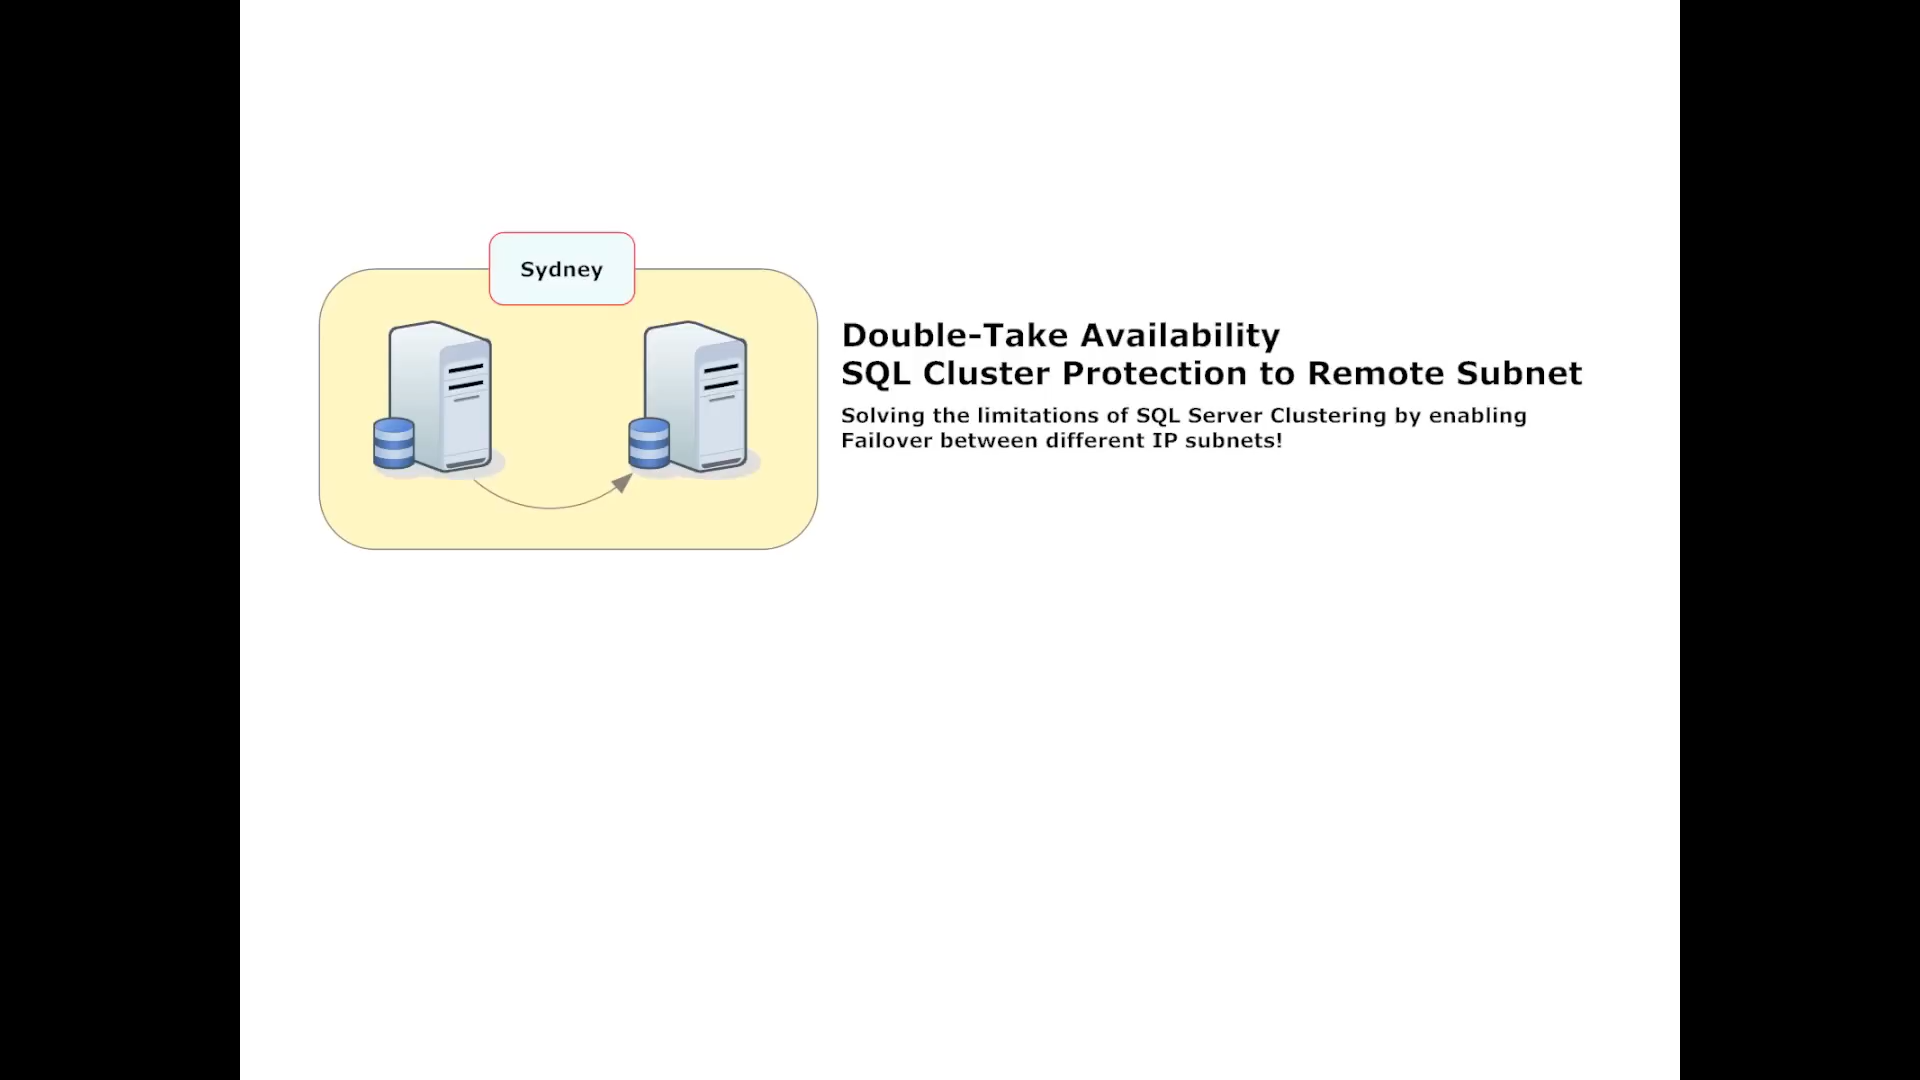 Sydney
Double-Take Availability
SQL Cluster Protection to Remote Subnet
Solving the limitations of SQL Server Clustering by enabling
Failover between different IP subnets!